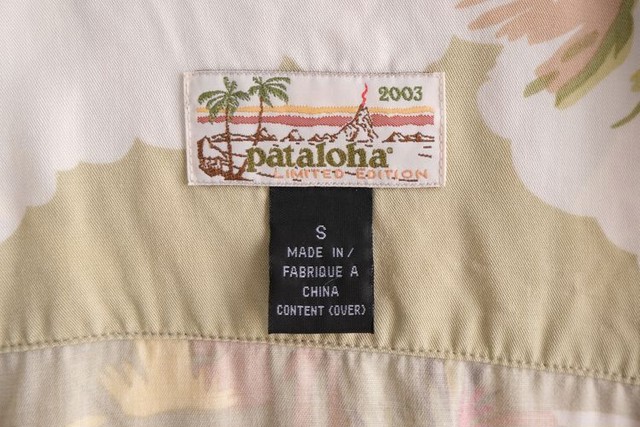 2003
pataloha®
LIMITED EDITION
S
MADE IN/
FABRIQUE A
CHINA
CONTENT (OVER)